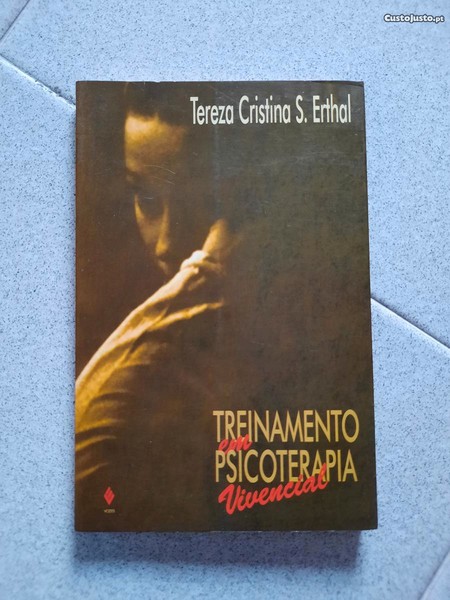 CustoJusto.pt
Tereza Cristina S. Erthal
TREINAMENTO
em
PSICOTERAPIA
Vivencial